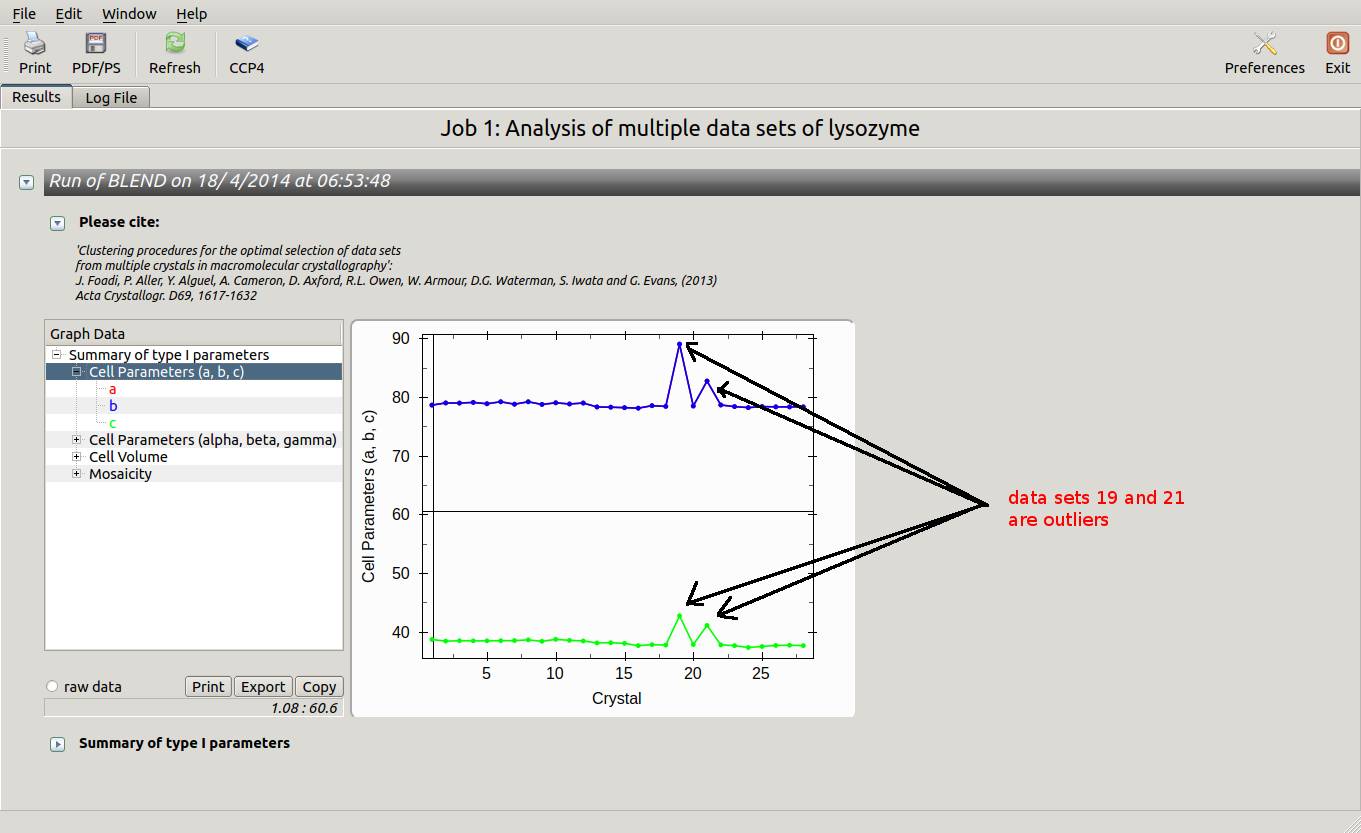 File Edit Window Help
Print PDF/PS Refresh CCP4 Preferences Exit
Results Log File
Job 1: Analysis of multiple data sets of lysozyme
Run of BLEND on 18/ 4/2014 at 06:53:48
Please cite:
'Clustering procedures for the optimal selection of data sets
from multiple crystals in macromolecular crystallography':
J. Foadi, P. Aller, Y. Alguel, A. Cameron, D. Axford, R.L. Owen, W. Armour, D.G. Waterman, S. Iwata and G. Evans, (2013)
Acta Crystallogr. D69, 1617-1632
Graph Data
Summary of type I parameters
Cell Parameters (a, b, c)
a
b
c
Cell Parameters (alpha, beta, gamma)
Cell Volume
Mosaicity
raw data Print Export Copy
1.08 : 60.6
Cell Parameters (a, b, c)
90
80
70
60
50
40
5 10 15 20 25
Crystal
data sets 19 and 21
are outliers
Summary of type I parameters